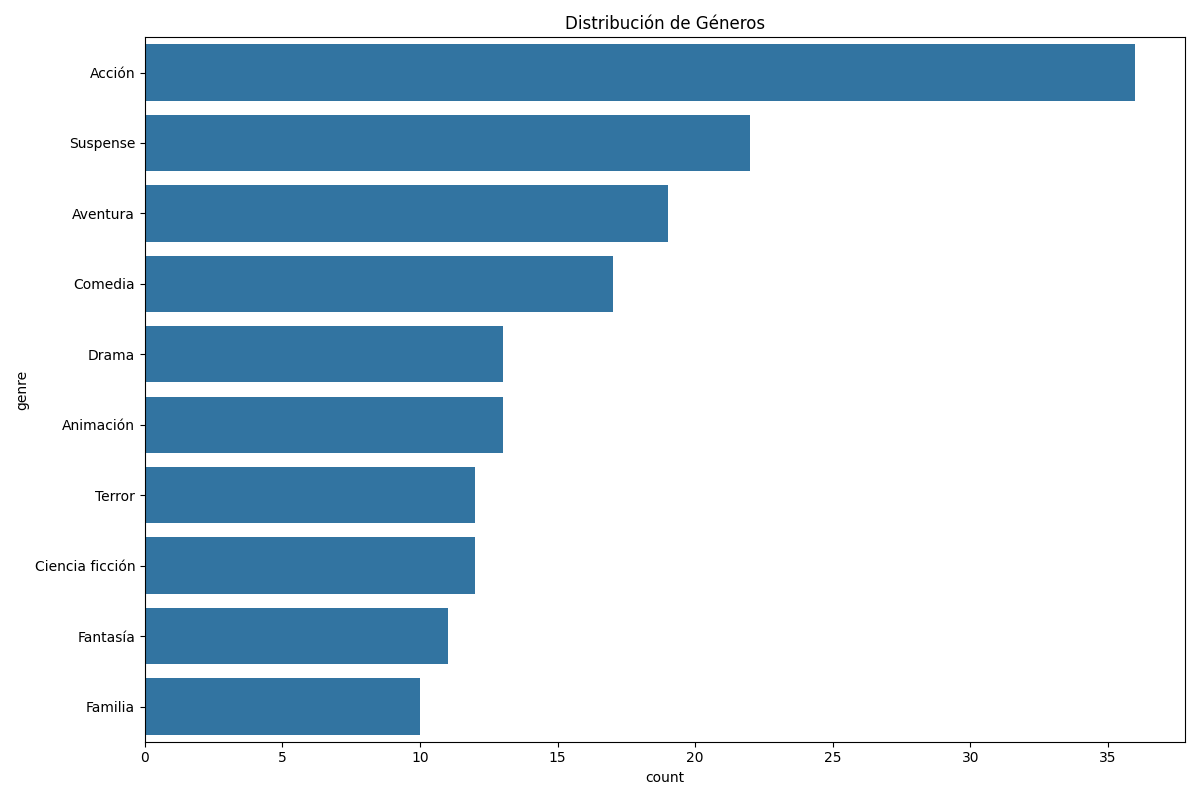 Distribución de Géneros
Acción
Suspense
Aventura
Comedia
Drama
Animación
Terror
Ciencia ficción
Fantasía
Familia
genre
0 5 10 15 20 25 30 35
count